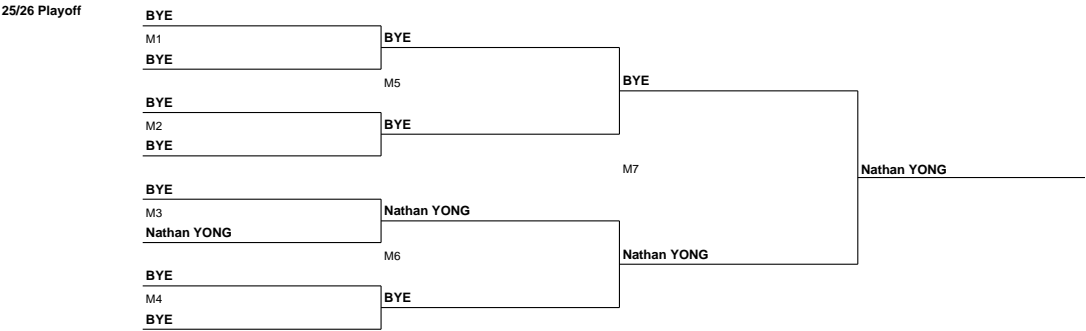 25/26 Playoff
BYE
M1
BYE
BYE
M5
BYE
BYE
M2
BYE
BYE
M7
Nathan YONG
BYE
M3
Nathan YONG
Nathan YONG
M6
Nathan YONG
BYE
M4
BYE
BYE